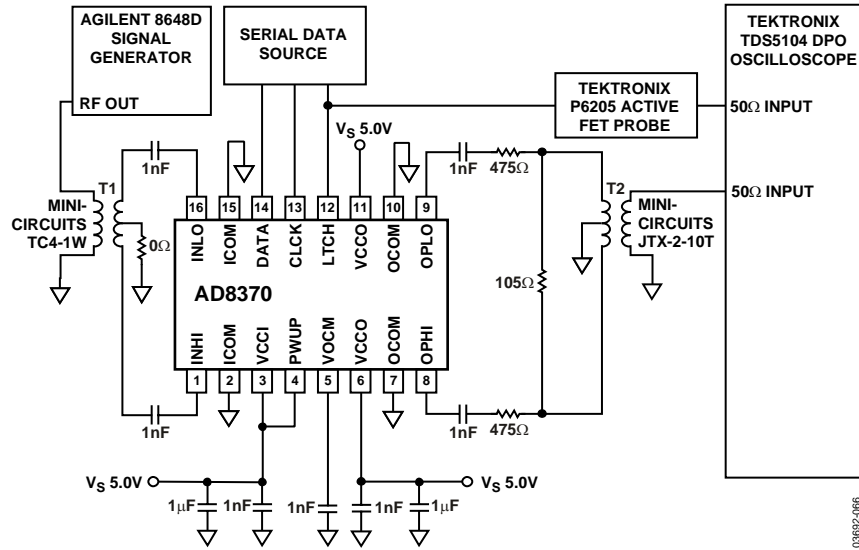 AGILENT 8648D
SIGNAL
GENERATOR
RF OUT
SERIAL DATA
SOURCE
TEKTRONIX
TDS5104 DPO
OSCILLOSCOPE
TEKTRONIX
P6205 ACTIVE
FET PROBE
50Ω INPUT
50Ω INPUT
VS 5.0V
1nF
1nF
475Ω
T1
T2
MINI-
CIRCUITS
TC4-1W
0Ω
MINI-
CIRCUITS
JTX-2-10T
16
15
14
13
12
11
10
9
INLO
ICOM
DATA
CLCK
LTCH
VCCO
OCOM
OPLO
AD8370
105Ω
INHI
ICOM
VCCI
PWUP
VOCM
VCCO
OCOM
OPHI
1
2
3
4
5
6
7
8
1nF
1nF
475Ω
VS 5.0V
VS 5.0V
1µF
1nF
1nF
1nF
1µF
03692-066